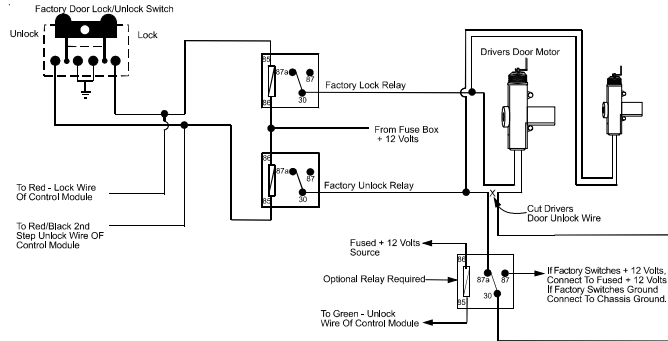 Factory Door Lock/Unlock Switch
Unlock
Lock
85
87a
87
86
30
Factory Lock Relay
Drivers Door Motor
From Fuse Box
+ 12 Volts
86
87a
87
85
30
Factory Unlock Relay
To Red - Lock Wire
Of Control Module
To Red/Black 2nd
Step Unlock Wire OF
Control Module
X
Cut Drivers
Door Unlock Wire
Fused + 12 Volts
Source
86
Optional Relay Required
87a
87
85
30
If Factory Switches + 12 Volts,
Connect To Fused + 12 Volts
If Factory Switches Ground
Connect To Chassis Ground.
To Green - Unlock
Wire Of Control Module